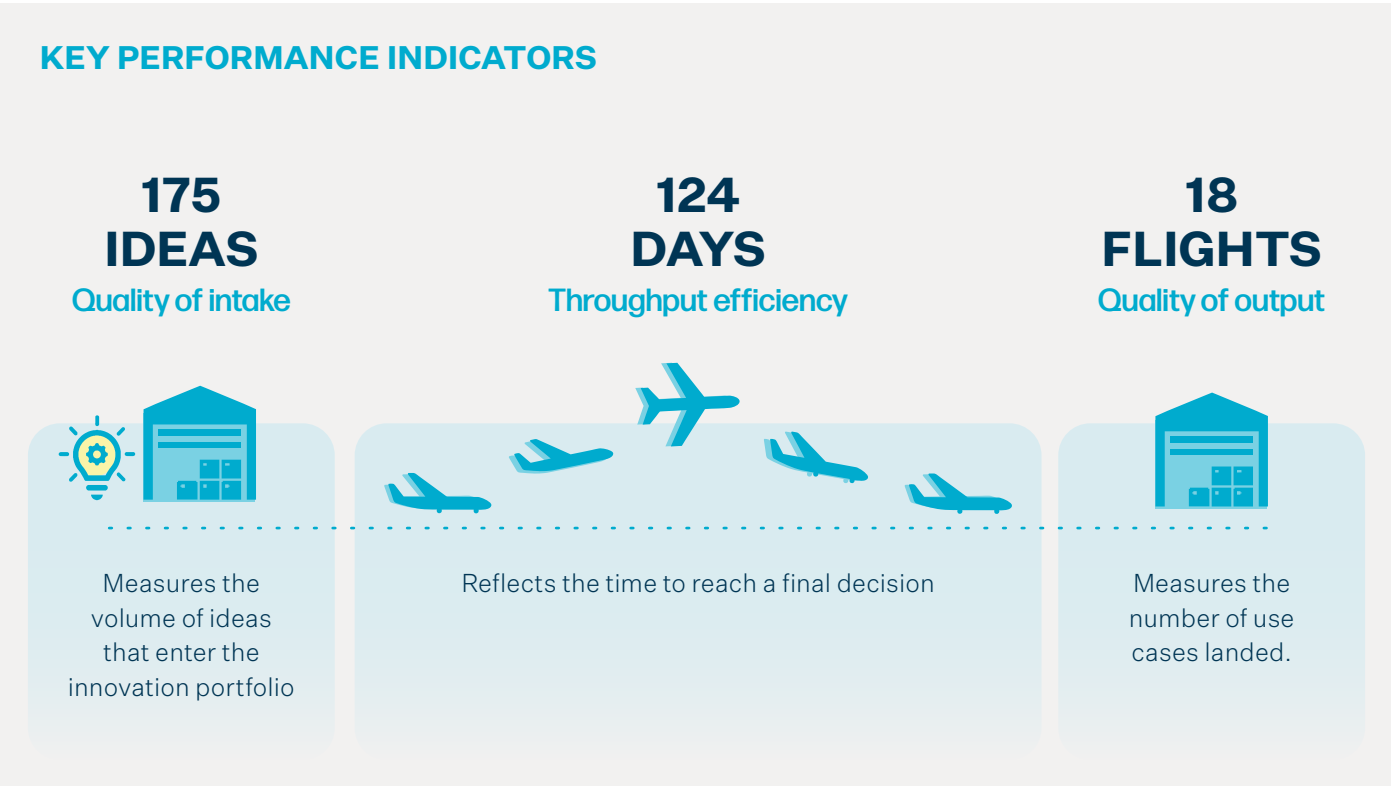 KEY PERFORMANCE INDICATORS
175
IDEAS
Quality of intake
124
DAYS
Throughput efficiency
18
FLIGHTS
Quality of output
Measures the
volume of ideas
that enter the
innovation portfolio
Reflects the time to reach a final decision
Measures the
number of use
cases landed.